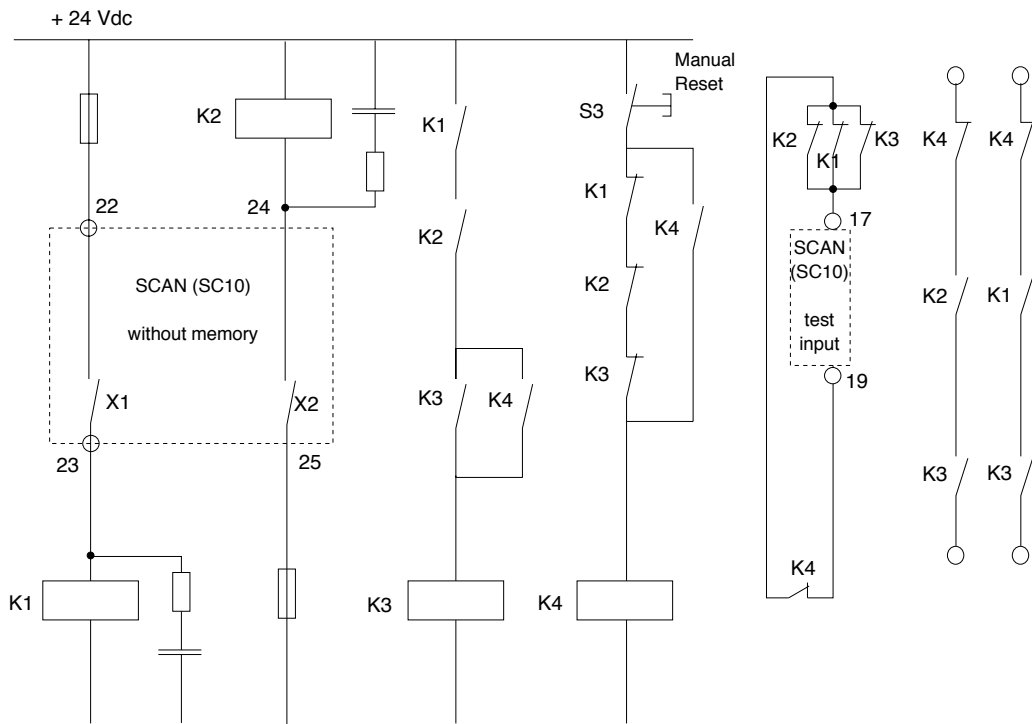 + 24 Vdc
Manual
Reset
K2
K1
S3
K2
K1
K3
K4
K4
22
24
K1
K4
17
SCAN (SC10)
without memory
K2
K2
SCAN
(SC10)
test
input
K2
K1
19
X1
X2
K3
K4
K3
23
25
K3
K3
K4
K1
K3
K4